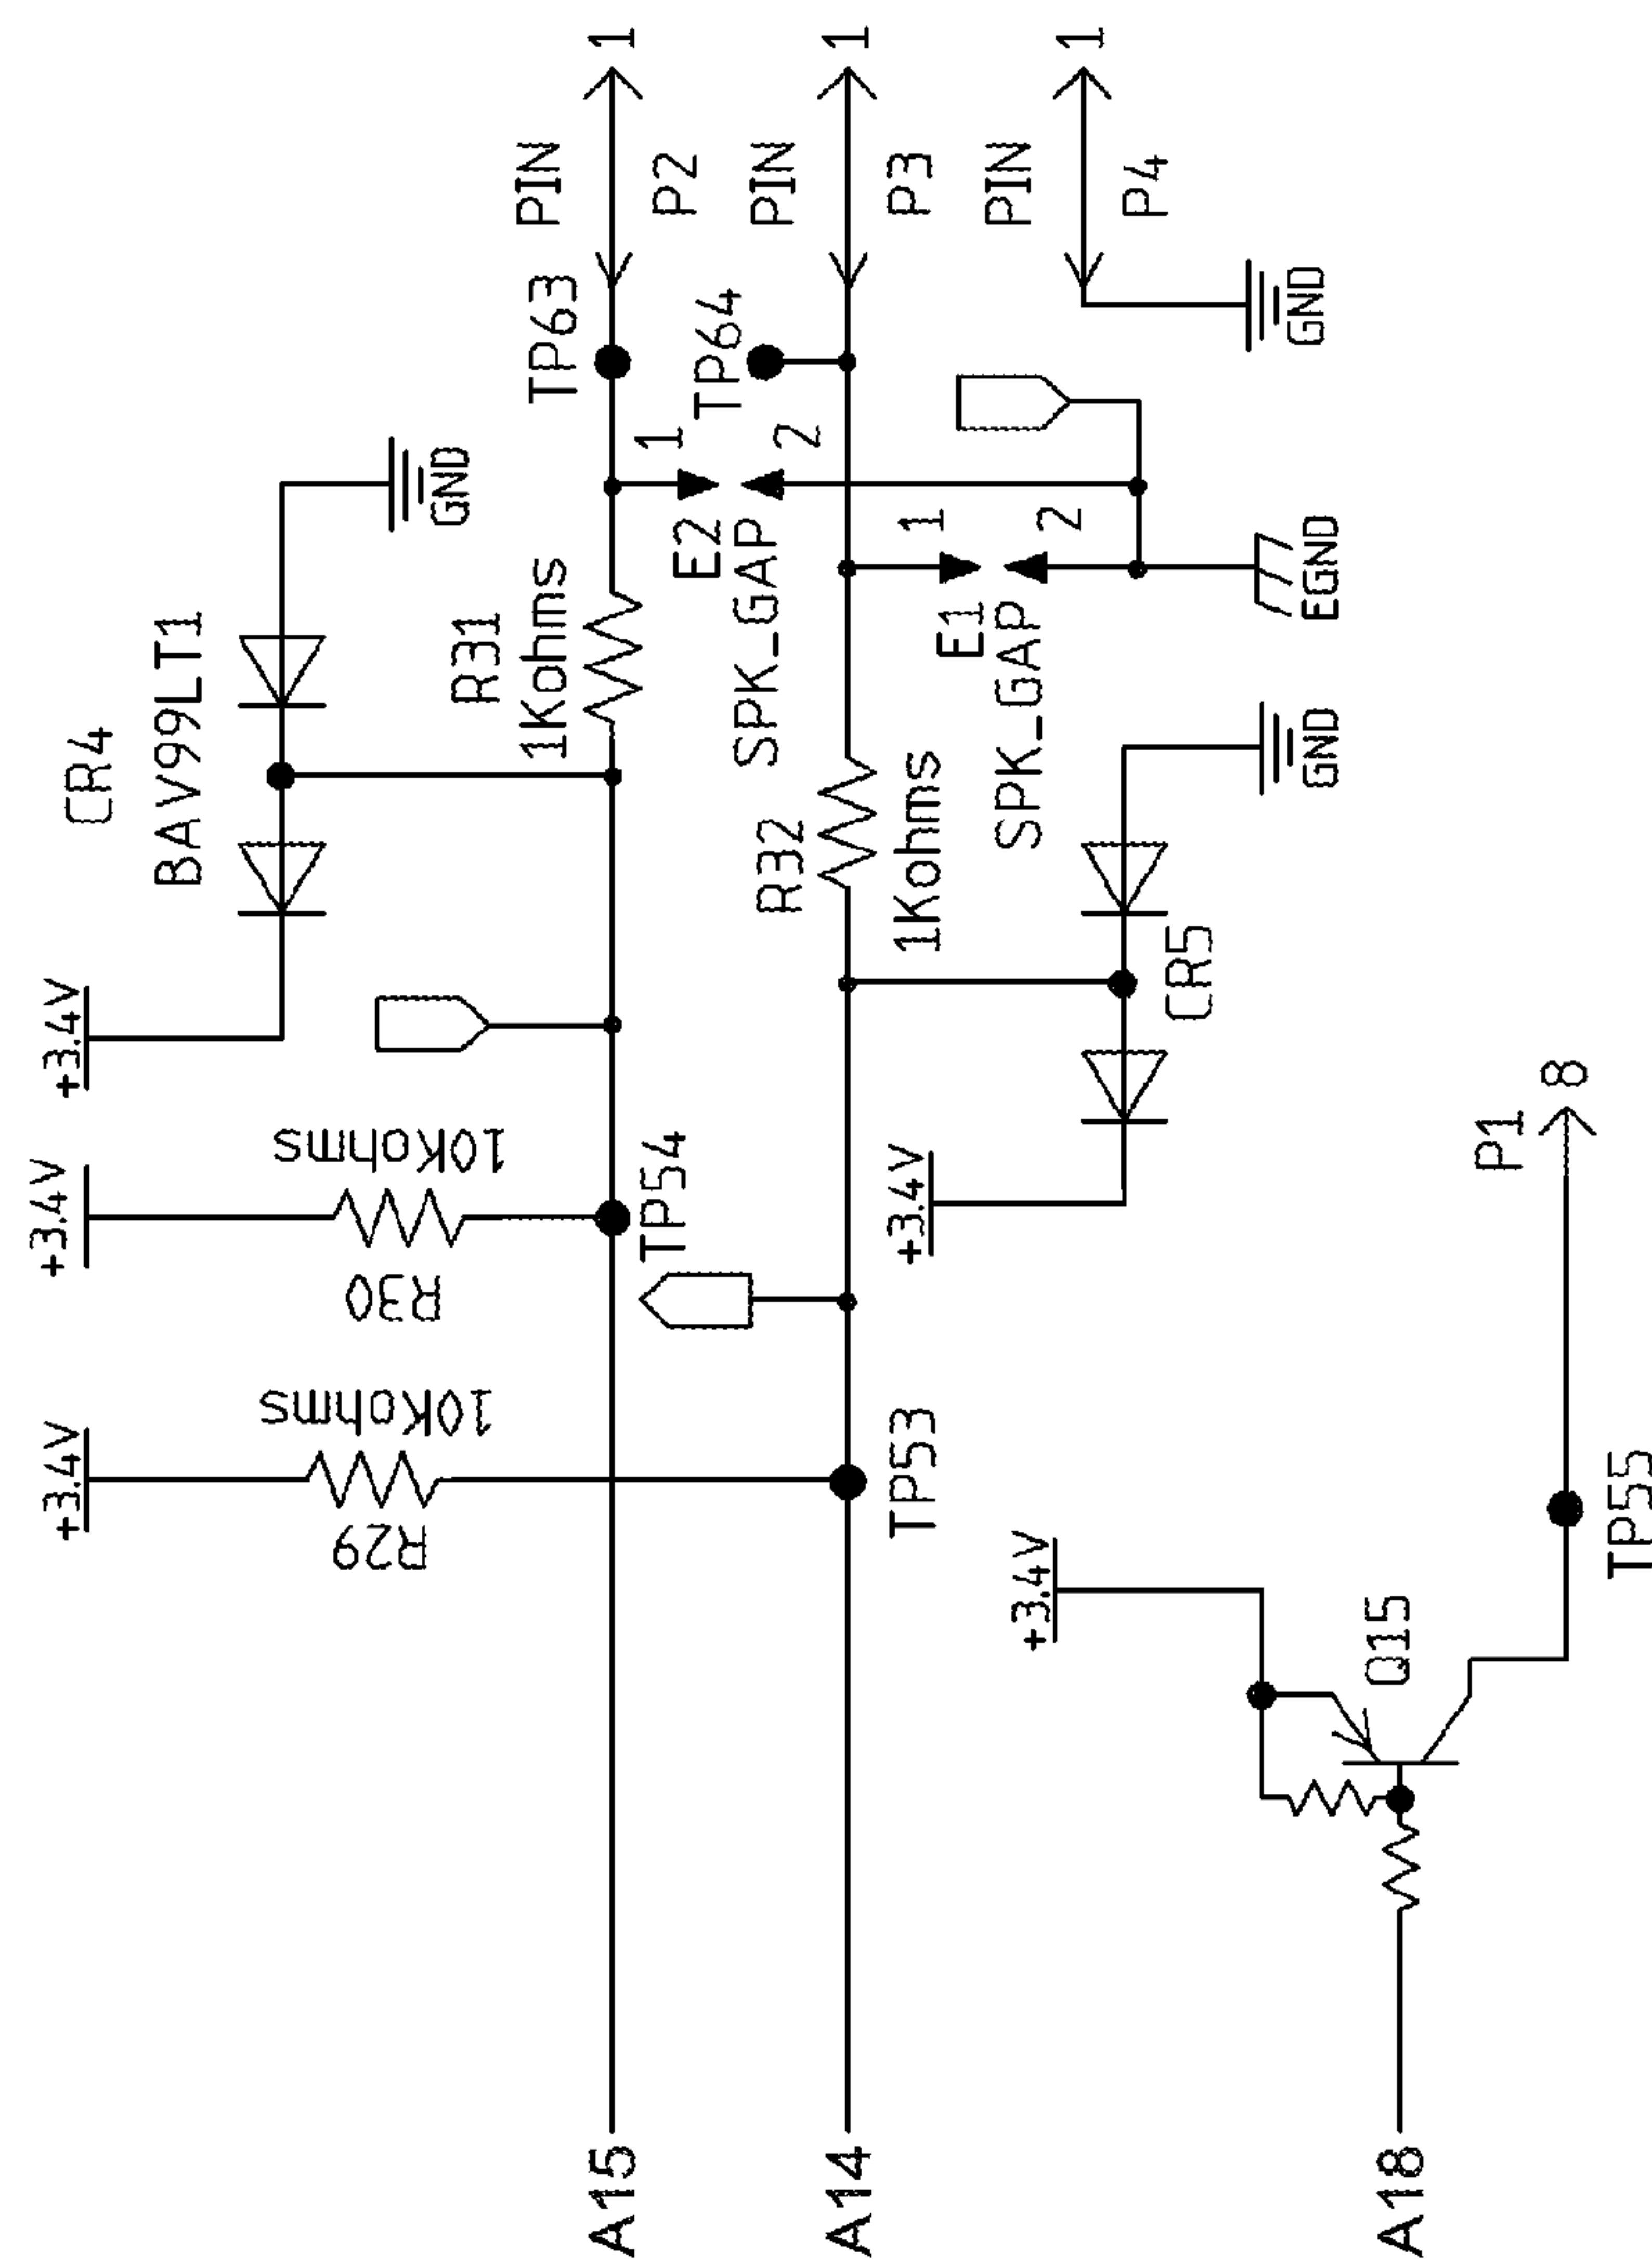 +3.4V
+3.4V
+3.4V
CR4
BAV99LT1
GND
R29
10Kohms
R30
10Kohms
R31
1Kohms
TP63
PIN
1
P2
A15
TP54
E2
SPK_GAP
1
2
TP64
PIN
1
P3
A14
TP53
R32
1Kohms
+3.4V
CR5
GND
E1
SPK_GAP
1
2
EGND
PIN
1
P4
GND
+3.4V
Q15
A18
TP55
P1
8